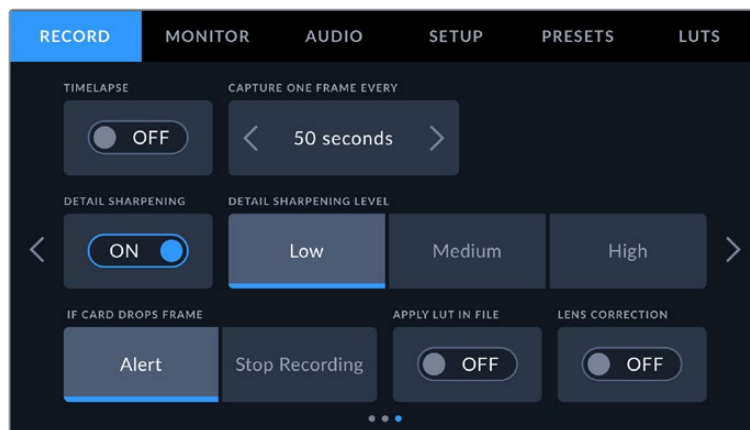 RECORD MONITOR AUDIO SETUP PRESETS LUTS
TIMELAPSE CAPTURE ONE FRAME EVERY
OFF 50 seconds
DETAIL SHARPENING DETAIL SHARPENING LEVEL
ON Low Medium High
IF CARD DROPS FRAME APPLY LUT IN FILE LENS CORRECTION
Alert Stop Recording OFF OFF